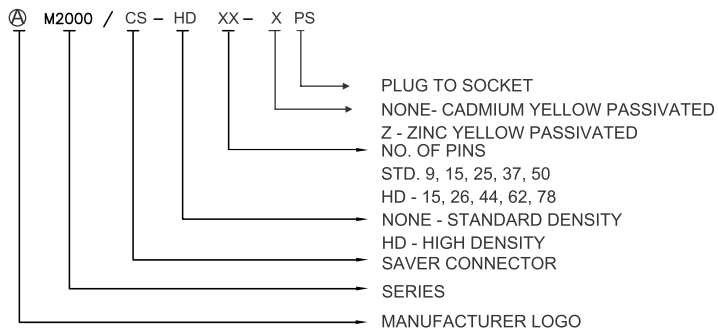 Ⓐ M2000 / CS - HD XX - X PS
PLUG TO SOCKET
NONE- CADMIUM YELLOW PASSIVATED
Z - ZINC YELLOW PASSIVATED
NO. OF PINS
STD. 9, 15, 25, 37, 50
HD - 15, 26, 44, 62, 78
NONE - STANDARD DENSITY
HD - HIGH DENSITY
SAVER CONNECTOR
SERIES
MANUFACTURER LOGO